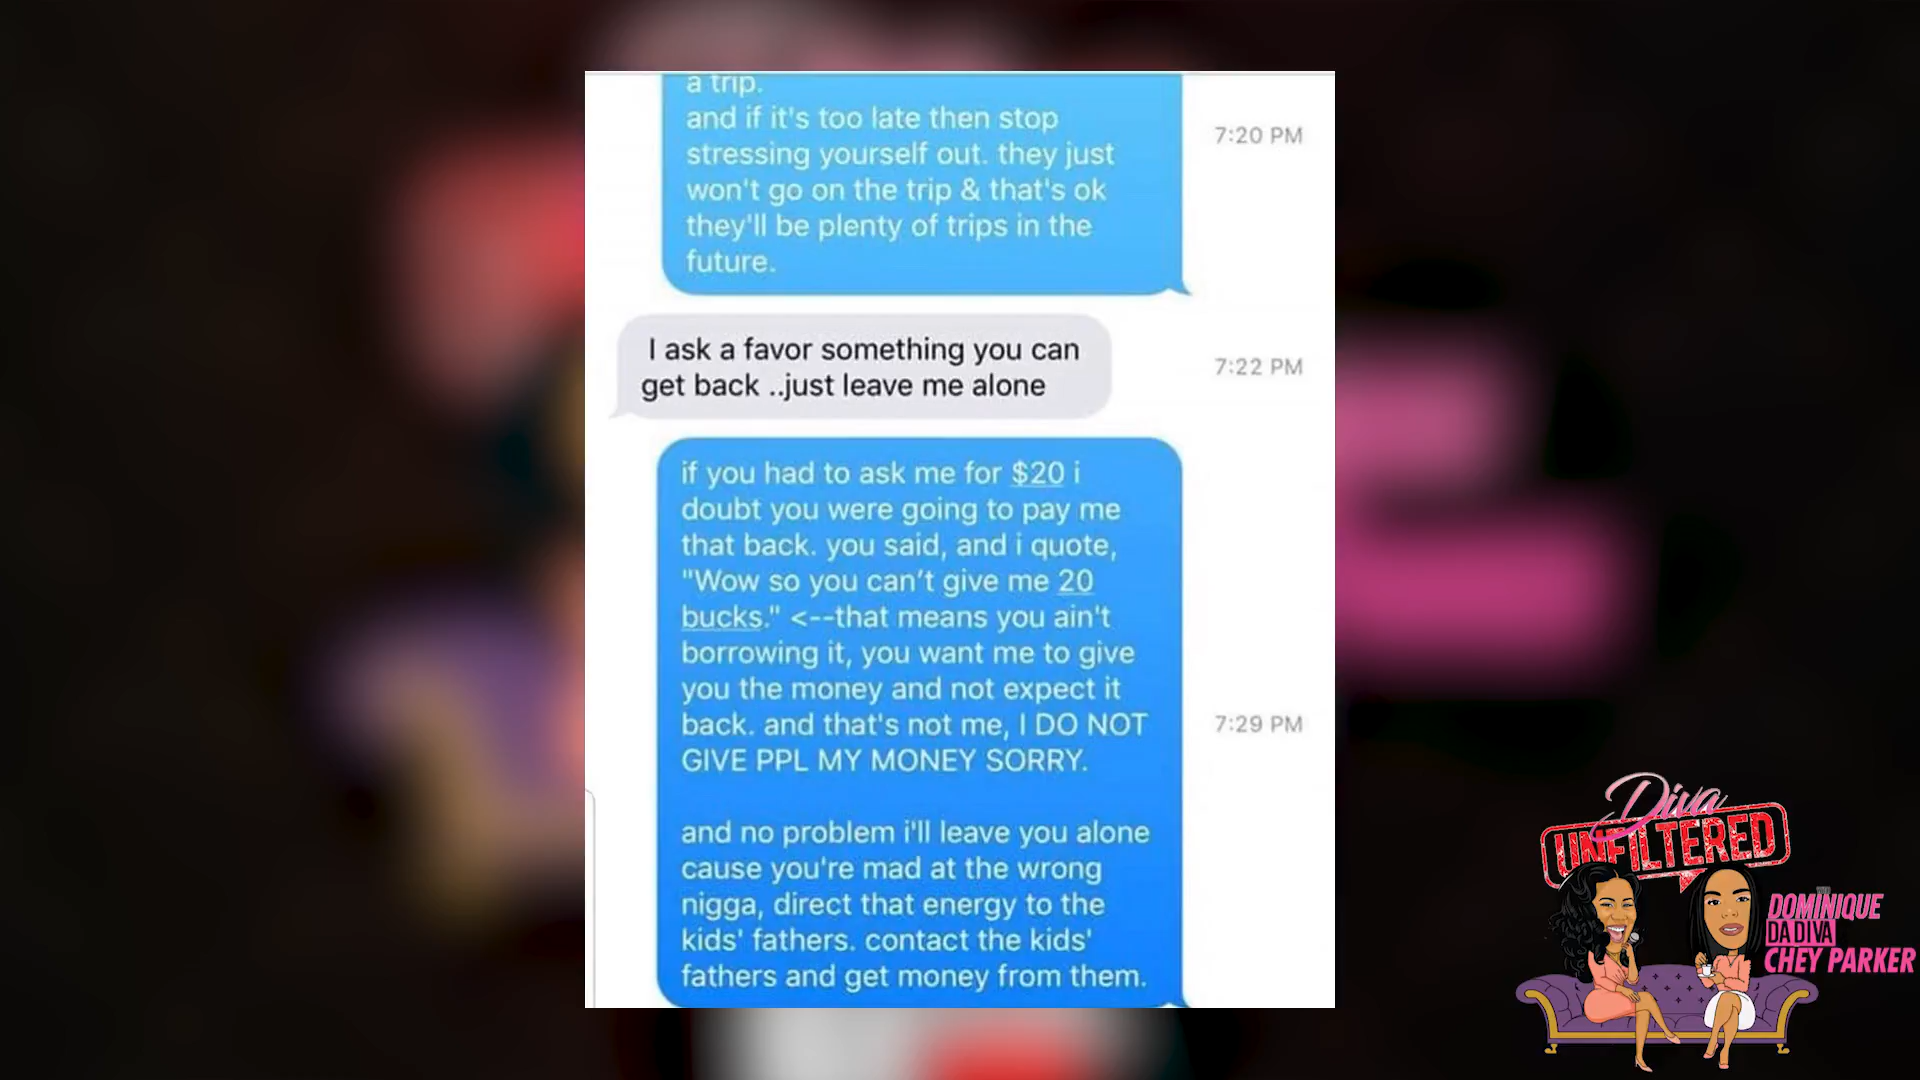 a trip.
and if it's too late then stop
stressing yourself out. they just
won't go on the trip & that's ok
they'll be plenty of trips in the
future.
7:20 PM
I ask a favor something you can
get back ..just leave me alone
7:22 PM
if you had to ask me for $20 i
doubt you were going to pay me
that back. you said, and i quote,
"Wow so you can't give me 20
bucks." <--that means you ain't
borrowing it, you want me to give
you the money and not expect it
back. and that's not me, I DO NOT
GIVE PPL MY MONEY SORRY.
7:29 PM
and no problem i'll leave you alone
cause you're mad at the wrong
nigga, direct that energy to the
kids' fathers. contact the kids'
fathers and get money from them.
Diva
UNFILTERED
DOMINIQUE
DA DIVA
CHEY PARKER